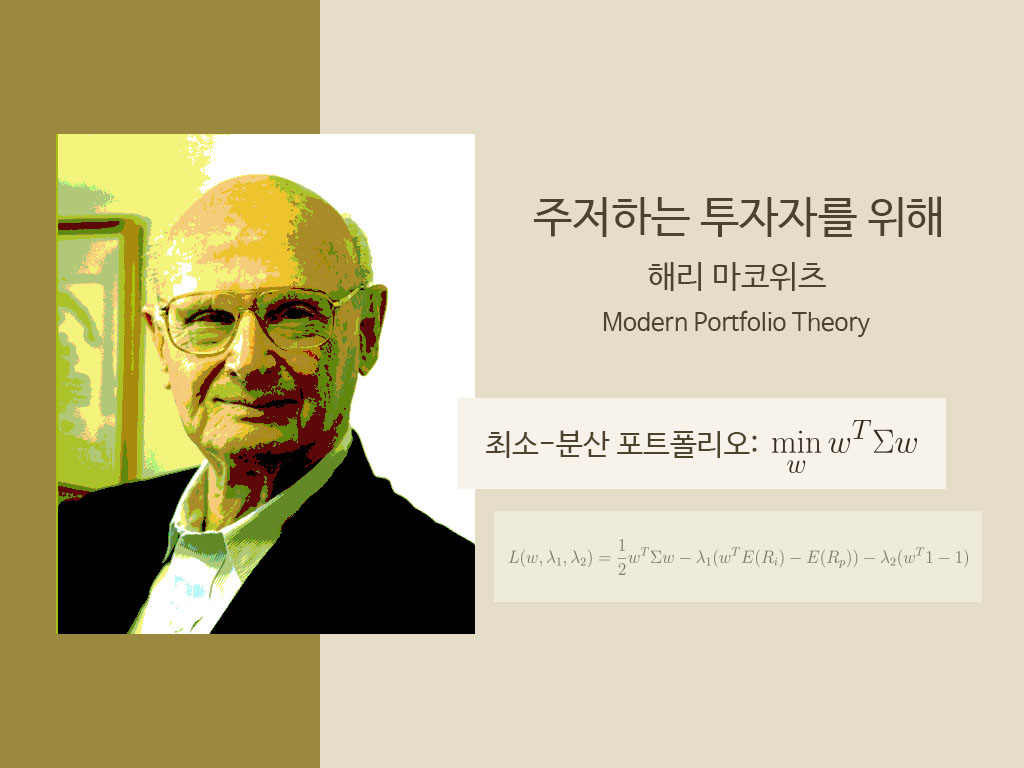 주저하는 투자자를 위해
해리 마코위츠
Modern Portfolio Theory
최소-분산 포트폴리오: min_w w^T Σw
L(w, λ₁, λ₂) = 1/2 w^T Σw − λ₁(w^T E(R_i) − E(R_p)) − λ₂(w^T 1 − 1)